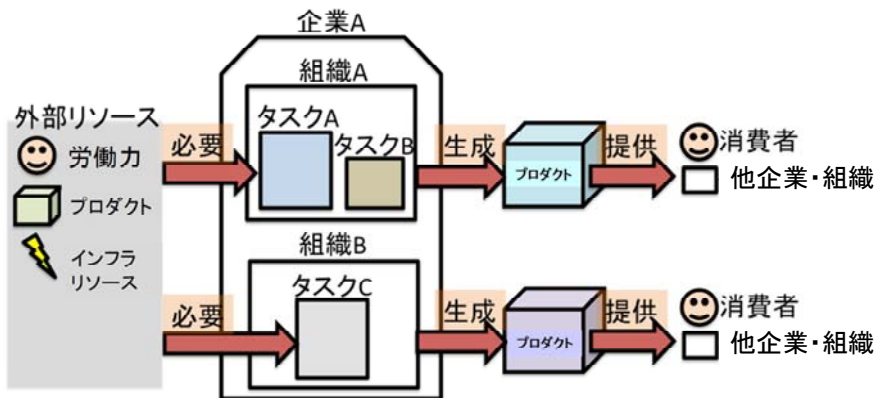 企業A
組織A
外部リソース
労働力
プロダクト
インフラ
リソース
必要
タスクA
タスクB
生成
プロダクト
提供
消費者
他企業・組織
組織B
必要
タスクC
生成
プロダクト
提供
消費者
他企業・組織